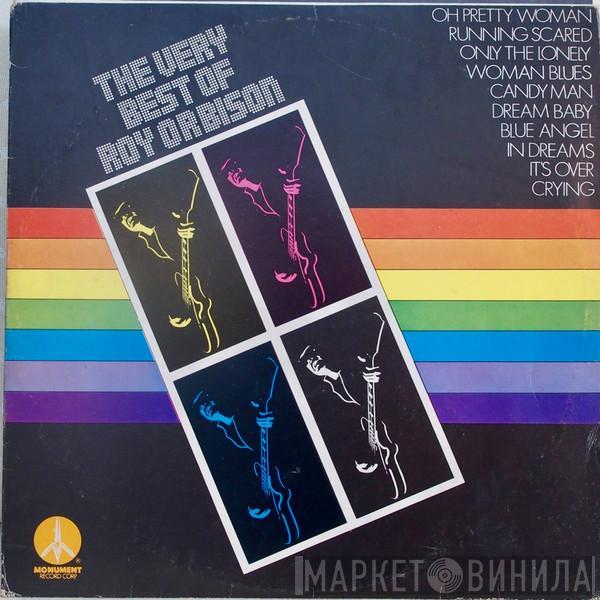 THE VERY
BEST OF
ROY ORBISON
OH PRETTY WOMAN
RUNNING SCARED
ONLY THE LONELY
WOMAN BLUES
CANDY MAN
DREAM BABY
BLUE ANGEL
IN DREAMS
IT'S OVER
CRYING
®
MONUMENT
RECORD CORP.
МАРКЕТ ВИНИЛА